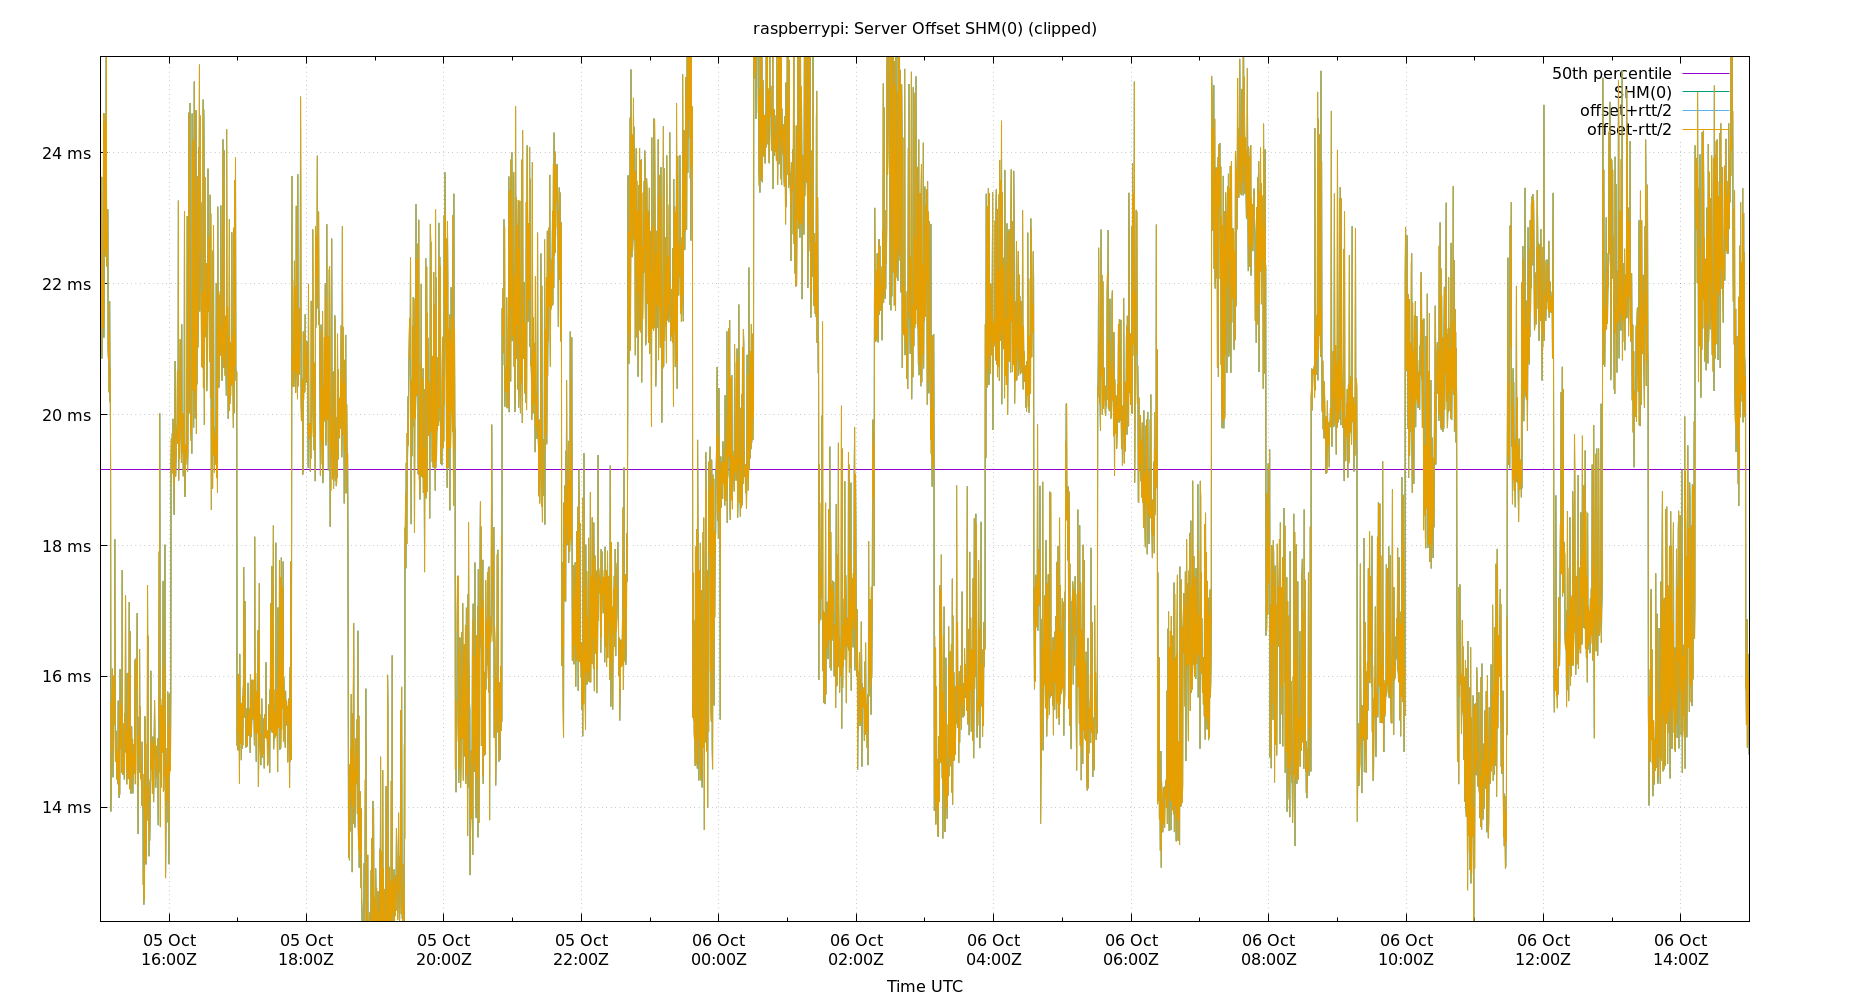 raspberrypi: Server Offset SHM(0) (clipped)
50th percentile
SHM(0)
offset+rtt/2
offset-rtt/2
24 ms
22 ms
20 ms
18 ms
16 ms
14 ms
05 Oct 05 Oct 05 Oct 05 Oct 06 Oct 06 Oct 06 Oct 06 Oct 06 Oct 06 Oct 06 Oct 06 Oct
16:00Z 18:00Z 20:00Z 22:00Z 00:00Z 02:00Z 04:00Z 06:00Z 08:00Z 10:00Z 12:00Z 14:00Z
Time UTC